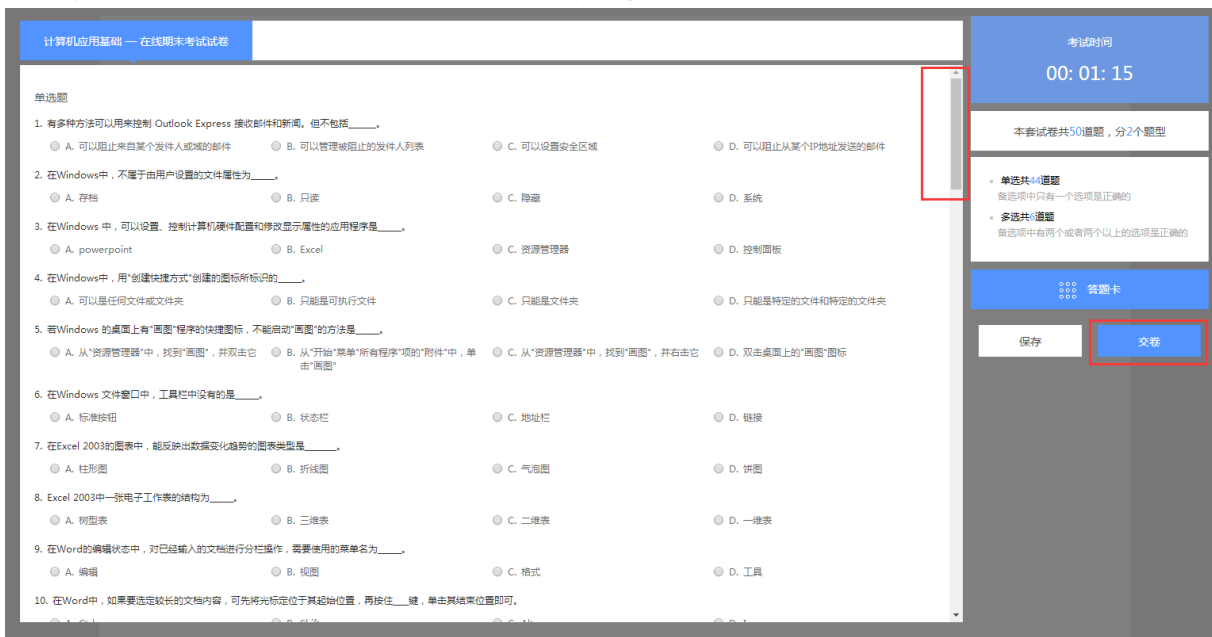 计算机应用基础 — 在线期末考试试卷
考试时间
00: 01: 15
本套试卷共50道题，分2个题型
单选共44道题
备选项中只有一个选项是正确的
多选共6道题
备选项中有两个或者两个以上的选项是正确的
答题卡
保存 交卷
单选题
1. 有多种方法可以用来控制 Outlook Express 接收邮件和新闻。但不包括_____。
A. 可以阻止来自某个发件人或域的邮件 B. 可以管理被阻止的发件人列表 C. 可以设置安全区域 D. 可以阻止从某个IP地址发送的邮件
2. 在Windows中，不属于由用户设置的文件属性为____。
A. 存档 B. 只读 C. 隐藏 D. 系统
3. 在Windows 中，可以设置、控制计算机硬件配置和修改显示属性的应用程序是____。
A. powerpoint B. Excel C. 资源管理器 D. 控制面板
4. 在Windows中，用"创建快捷方式"创建的图标所标识的____。
A. 可以是任何文件或文件夹 B. 只能是可执行文件 C. 只能是文件夹 D. 只能是特定的文件和特定的文件夹
5. 若Windows 的桌面上有"画图"程序的快捷图标，不能启动"画图"的方法是____。
A. 从"资源管理器"中，找到"画图"，并双击它 B. 从"开始"菜单"所有程序"项的"附件"中，单 C. 从"资源管理器"中，找到"画图"，并右击它 D. 双击桌面上的"画图"图标
击"画图"
6. 在Windows 文件窗口中，工具栏中没有的是____。
A. 标准按钮 B. 状态栏 C. 地址栏 D. 链接
7. 在Excel 2003的图表中，能反映出数据变化趋势的图表类型是_____。
A. 柱形图 B. 折线图 C. 气泡图 D. 饼图
8. Excel 2003中一张电子工作表的结构为____。
A. 树型表 B. 三维表 C. 二维表 D. 一维表
9. 在Word的编辑状态中，对已经输入的文档进行分栏操作，需要使用的菜单名为____。
A. 编辑 B. 视图 C. 格式 D. 工具
10. 在Word中，如果要选定较长的文档内容，可先将光标定位于其起始位置，再按住___键，单击其结束位置即可。